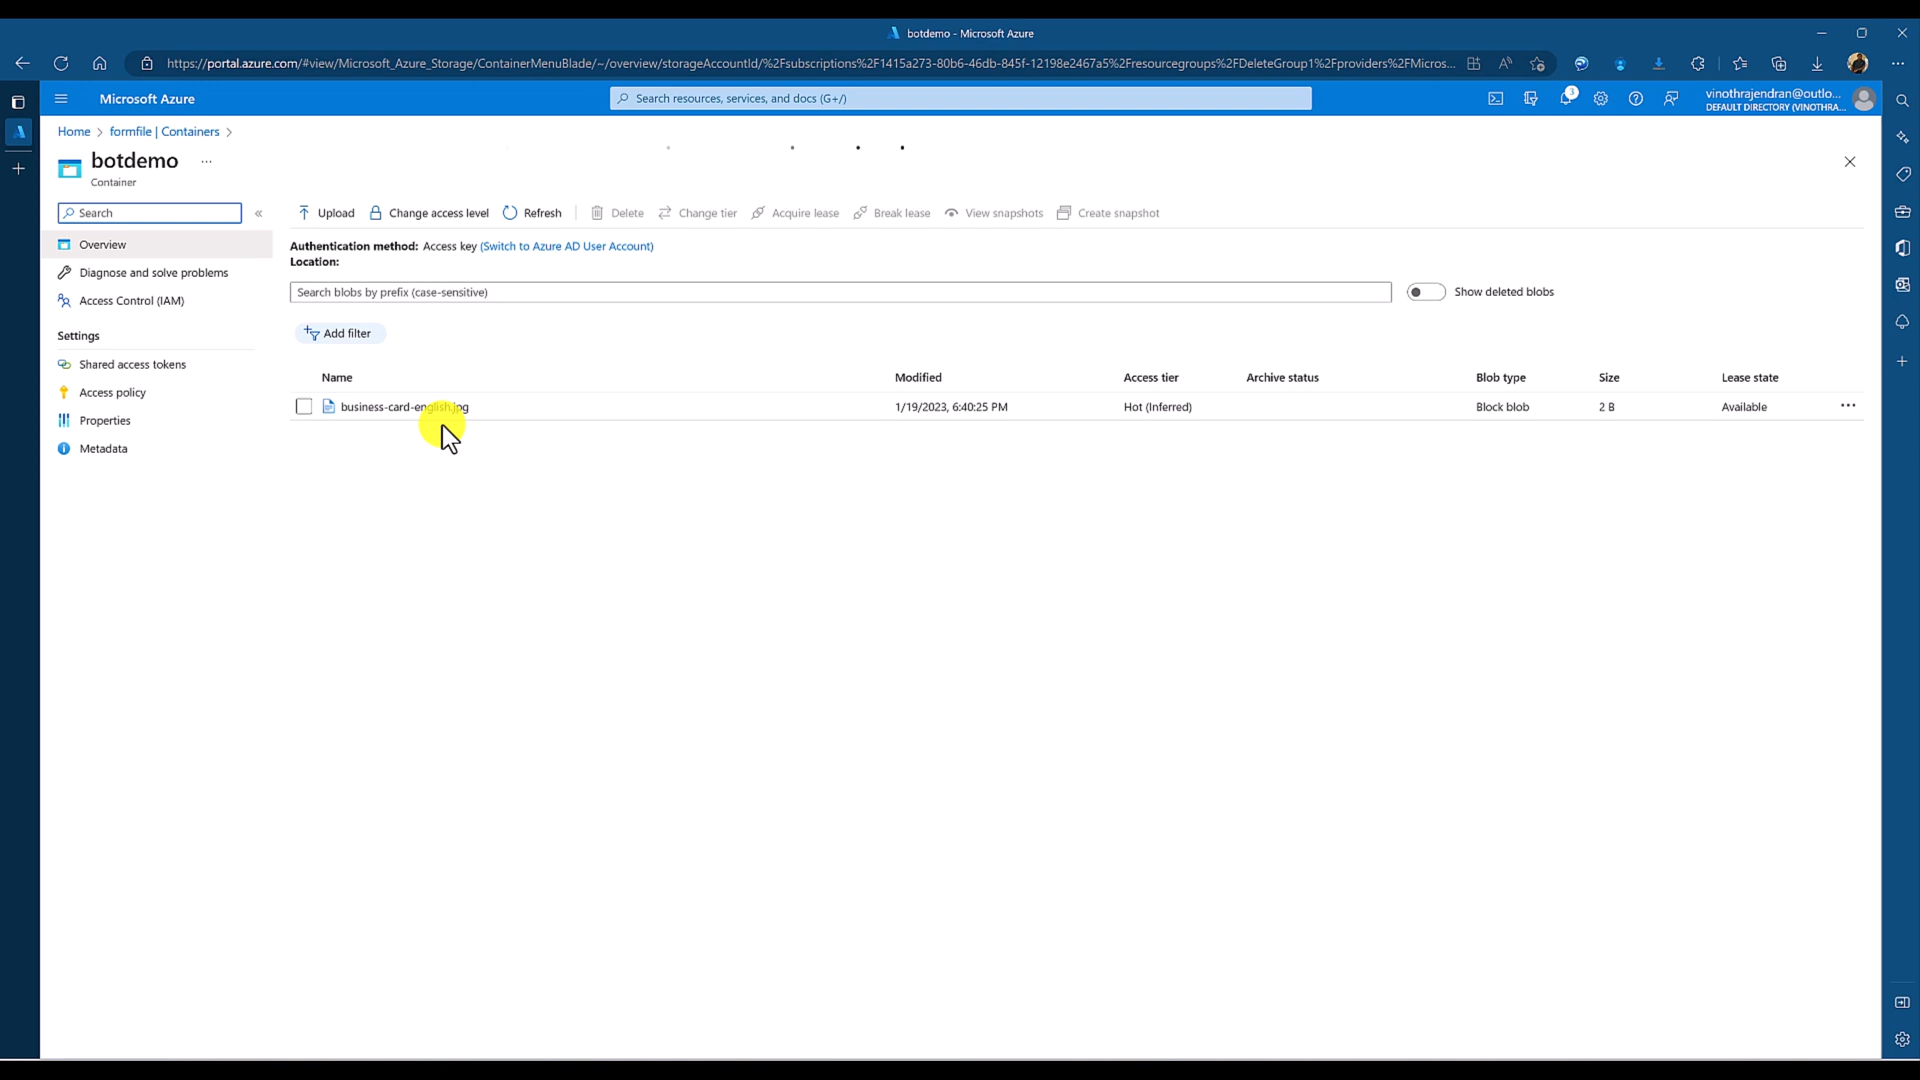 botdemo - Microsoft Azure
https://portal.azure.com/#view/Microsoft_Azure_Storage/ContainerMenuBlade/~/overview/storageAccountId/%2Fsubscriptions%2F1415a273-80b6-46db-845f-12198e2467a5%2Fresourcegroups%2FDeleteGroup1%2Fproviders%2FMicros...
Microsoft Azure
Search resources, services, and docs (G+/)
3
vinothrajendran@outlo...
DEFAULT DIRECTORY (VINOTHRA...
Home > formfile | Containers >
botdemo ...
Container
Search
«
Upload Change access level Refresh Delete Change tier Acquire lease Break lease View snapshots Create snapshot
Overview
Diagnose and solve problems
Access Control (IAM)
Settings
Shared access tokens
Access policy
Properties
Metadata
Authentication method: Access key (Switch to Azure AD User Account)
Location:
Search blobs by prefix (case-sensitive)
Show deleted blobs
Add filter
Name Modified Access tier Archive status Blob type Size Lease state
business-card-english.jpg 1/19/2023, 6:40:25 PM Hot (Inferred) Block blob 2 B Available ...